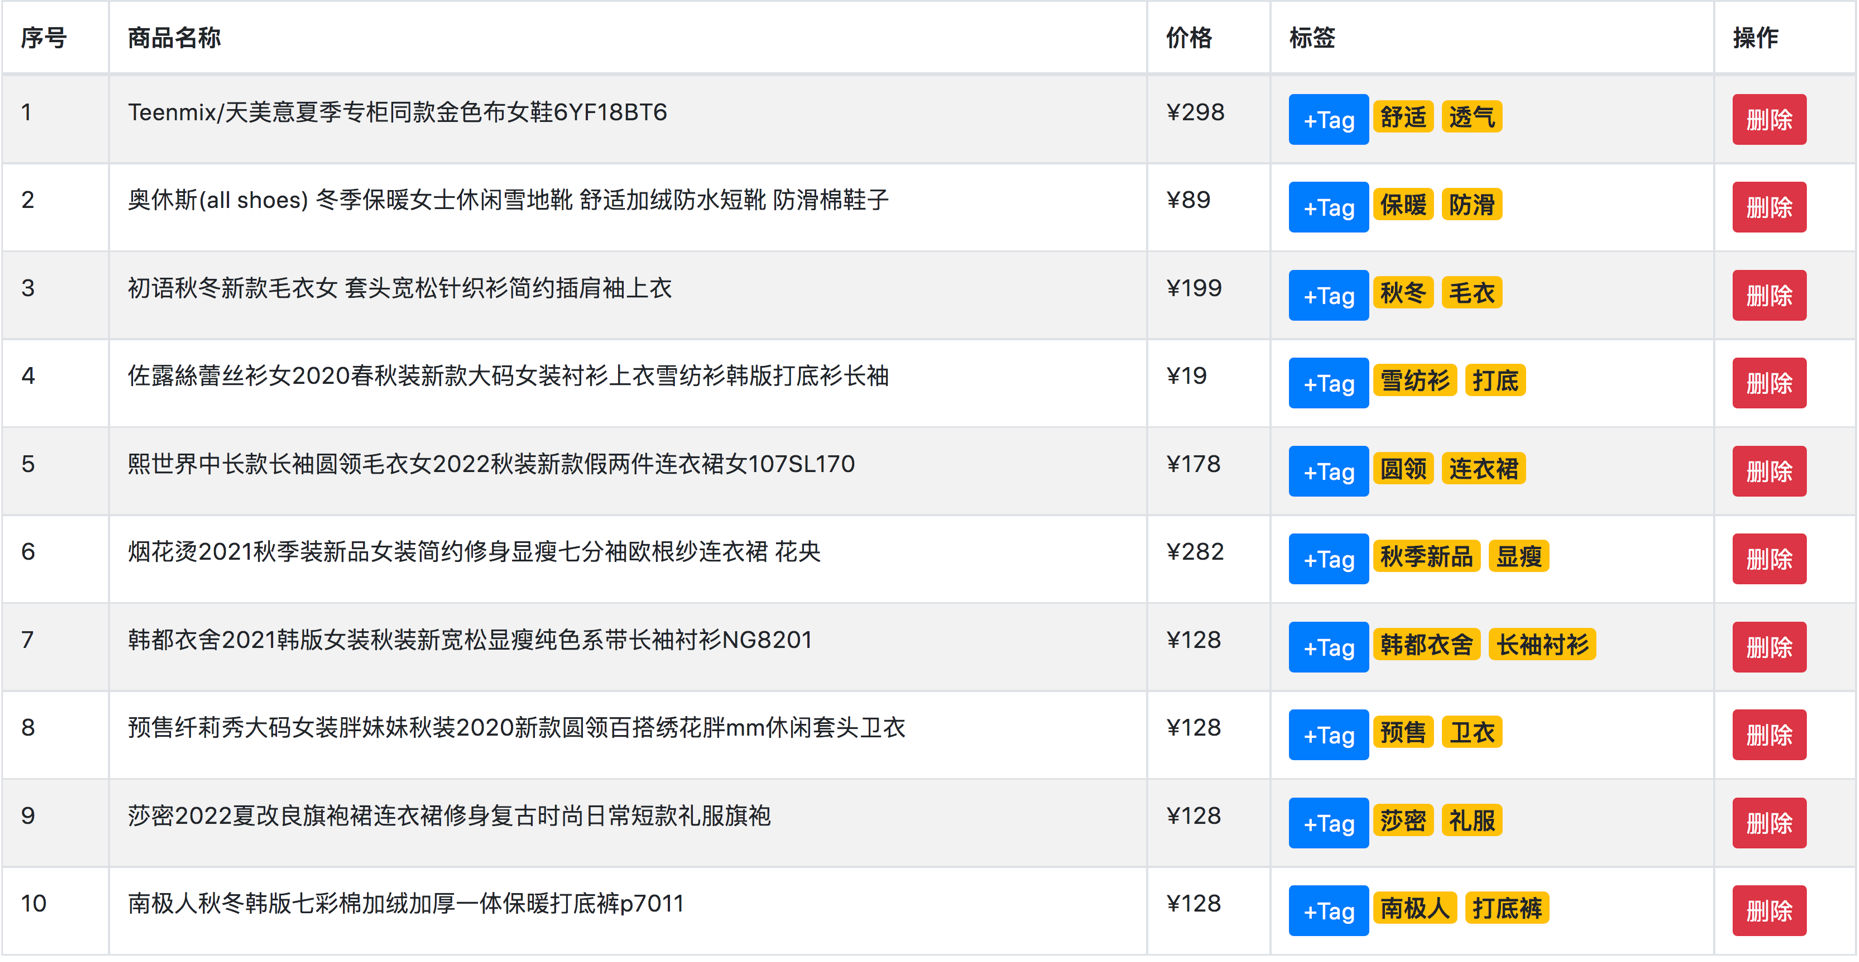 序号 商品名称 价格 标签 操作
1 Teenmix/天美意夏季专柜同款金色布女鞋6YF18BT6 ¥298 +Tag 舒适 透气 删除
2 奥休斯(all shoes) 冬季保暖女士休闲雪地靴 舒适加绒防水短靴 防滑棉鞋子 ¥89 +Tag 保暖 防滑 删除
3 初语秋冬新款毛衣女 套头宽松针织衫简约插肩袖上衣 ¥199 +Tag 秋冬 毛衣 删除
4 佐露絲蕾丝衫女2020春秋装新款大码女装衬衫上衣雪纺衫韩版打底衫长袖 ¥19 +Tag 雪纺衫 打底 删除
5 熙世界中长款长袖圆领毛衣女2022秋装新款假两件连衣裙女107SL170 ¥178 +Tag 圆领 连衣裙 删除
6 烟花烫2021秋季装新品女装简约修身显瘦七分袖欧根纱连衣裙 花央 ¥282 +Tag 秋季新品 显瘦 删除
7 韩都衣舍2021韩版女装秋装新宽松显瘦纯色系带长袖衬衫NG8201 ¥128 +Tag 韩都衣舍 长袖衬衫 删除
8 预售纤莉秀大码女装胖妹妹秋装2020新款圆领百搭绣花胖mm休闲套头卫衣 ¥128 +Tag 预售 卫衣 删除
9 莎密2022夏改良旗袍裙连衣裙修身复古时尚日常短款礼服旗袍 ¥128 +Tag 莎密 礼服 删除
10 南极人秋冬韩版七彩棉加绒加厚一体保暖打底裤p7011 ¥128 +Tag 南极人 打底裤 删除